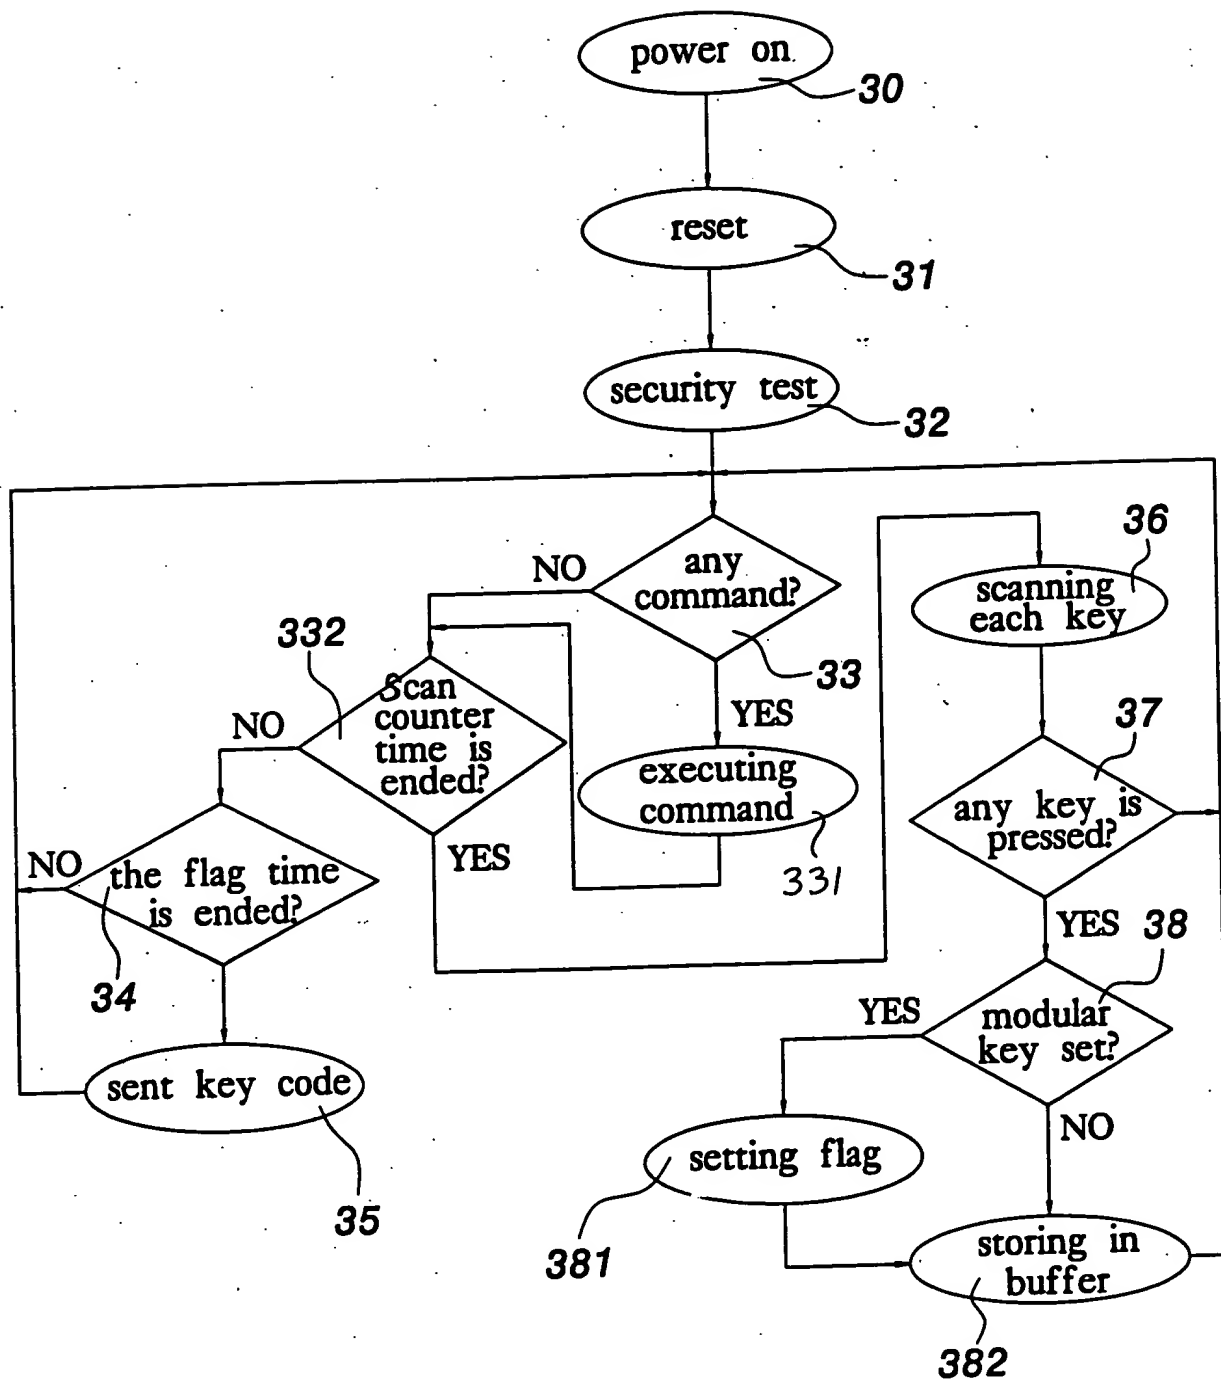 power on
30
reset
31
security test
32
NO
any
command?
33
YES
executing
command
331
332
Scan
counter
time is
ended?
NO
YES
NO
the flag time
is ended?
34
sent key code
35
36
scanning
each key
37
any key is
pressed?
YES
38
modular
key set?
YES
NO
setting flag
381
storing in
buffer
382